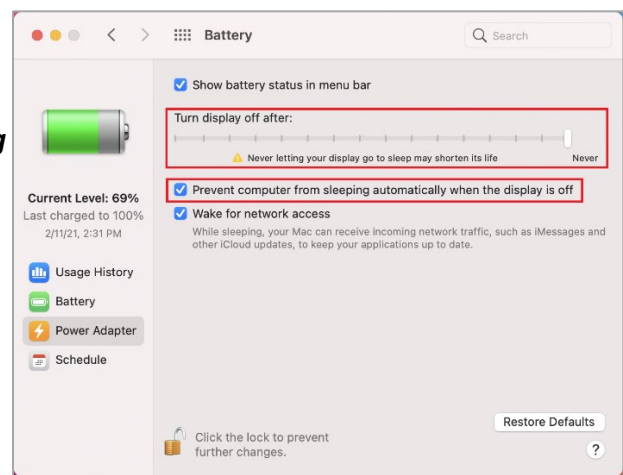 Battery
Search
Show battery status in menu bar
Turn display off after:
Never letting your display go to sleep may shorten its life
Never
Prevent computer from sleeping automatically when the display is off
Wake for network access
While sleeping, your Mac can receive incoming network traffic, such as iMessages and
other iCloud updates, to keep your applications up to date.
g
Current Level: 69%
Last charged to 100%
2/11/21, 2:31 PM
Usage History
Battery
Power Adapter
Schedule
Click the lock to prevent
further changes.
Restore Defaults
?